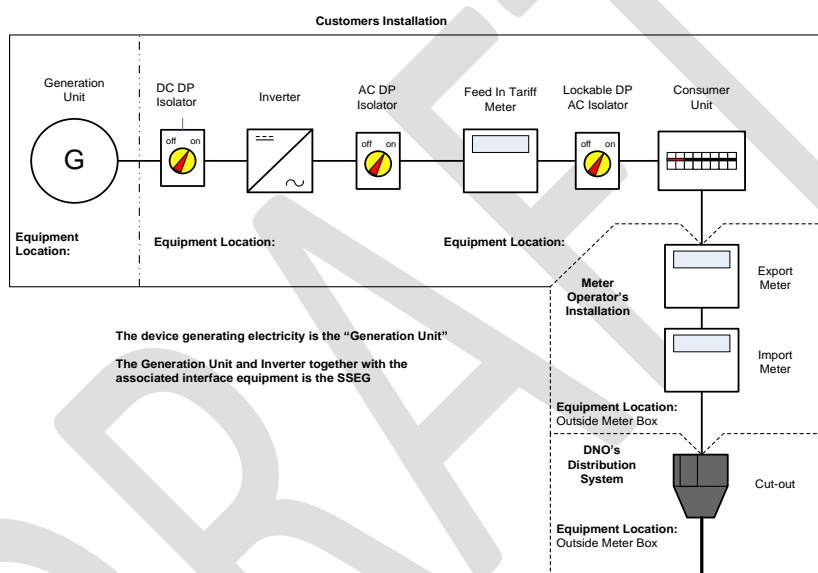 Customers Installation
Generation
Unit
DC DP
Isolator
Inverter
AC DP
Isolator
Feed In Tariff
Meter
Lockable DP
AC Isolator
Consumer
Unit
off on
off on
off on
G
Equipment
Location:
Equipment Location:
Equipment Location:
Meter
Operator's
Installation
Export
Meter
Import
Meter
The device generating electricity is the “Generation Unit”
The Generation Unit and Inverter together with the
associated interface equipment is the SSEG
Equipment Location:
Outside Meter Box
DNO's
Distribution
System
Cut-out
Equipment Location:
Outside Meter Box
DRAFT